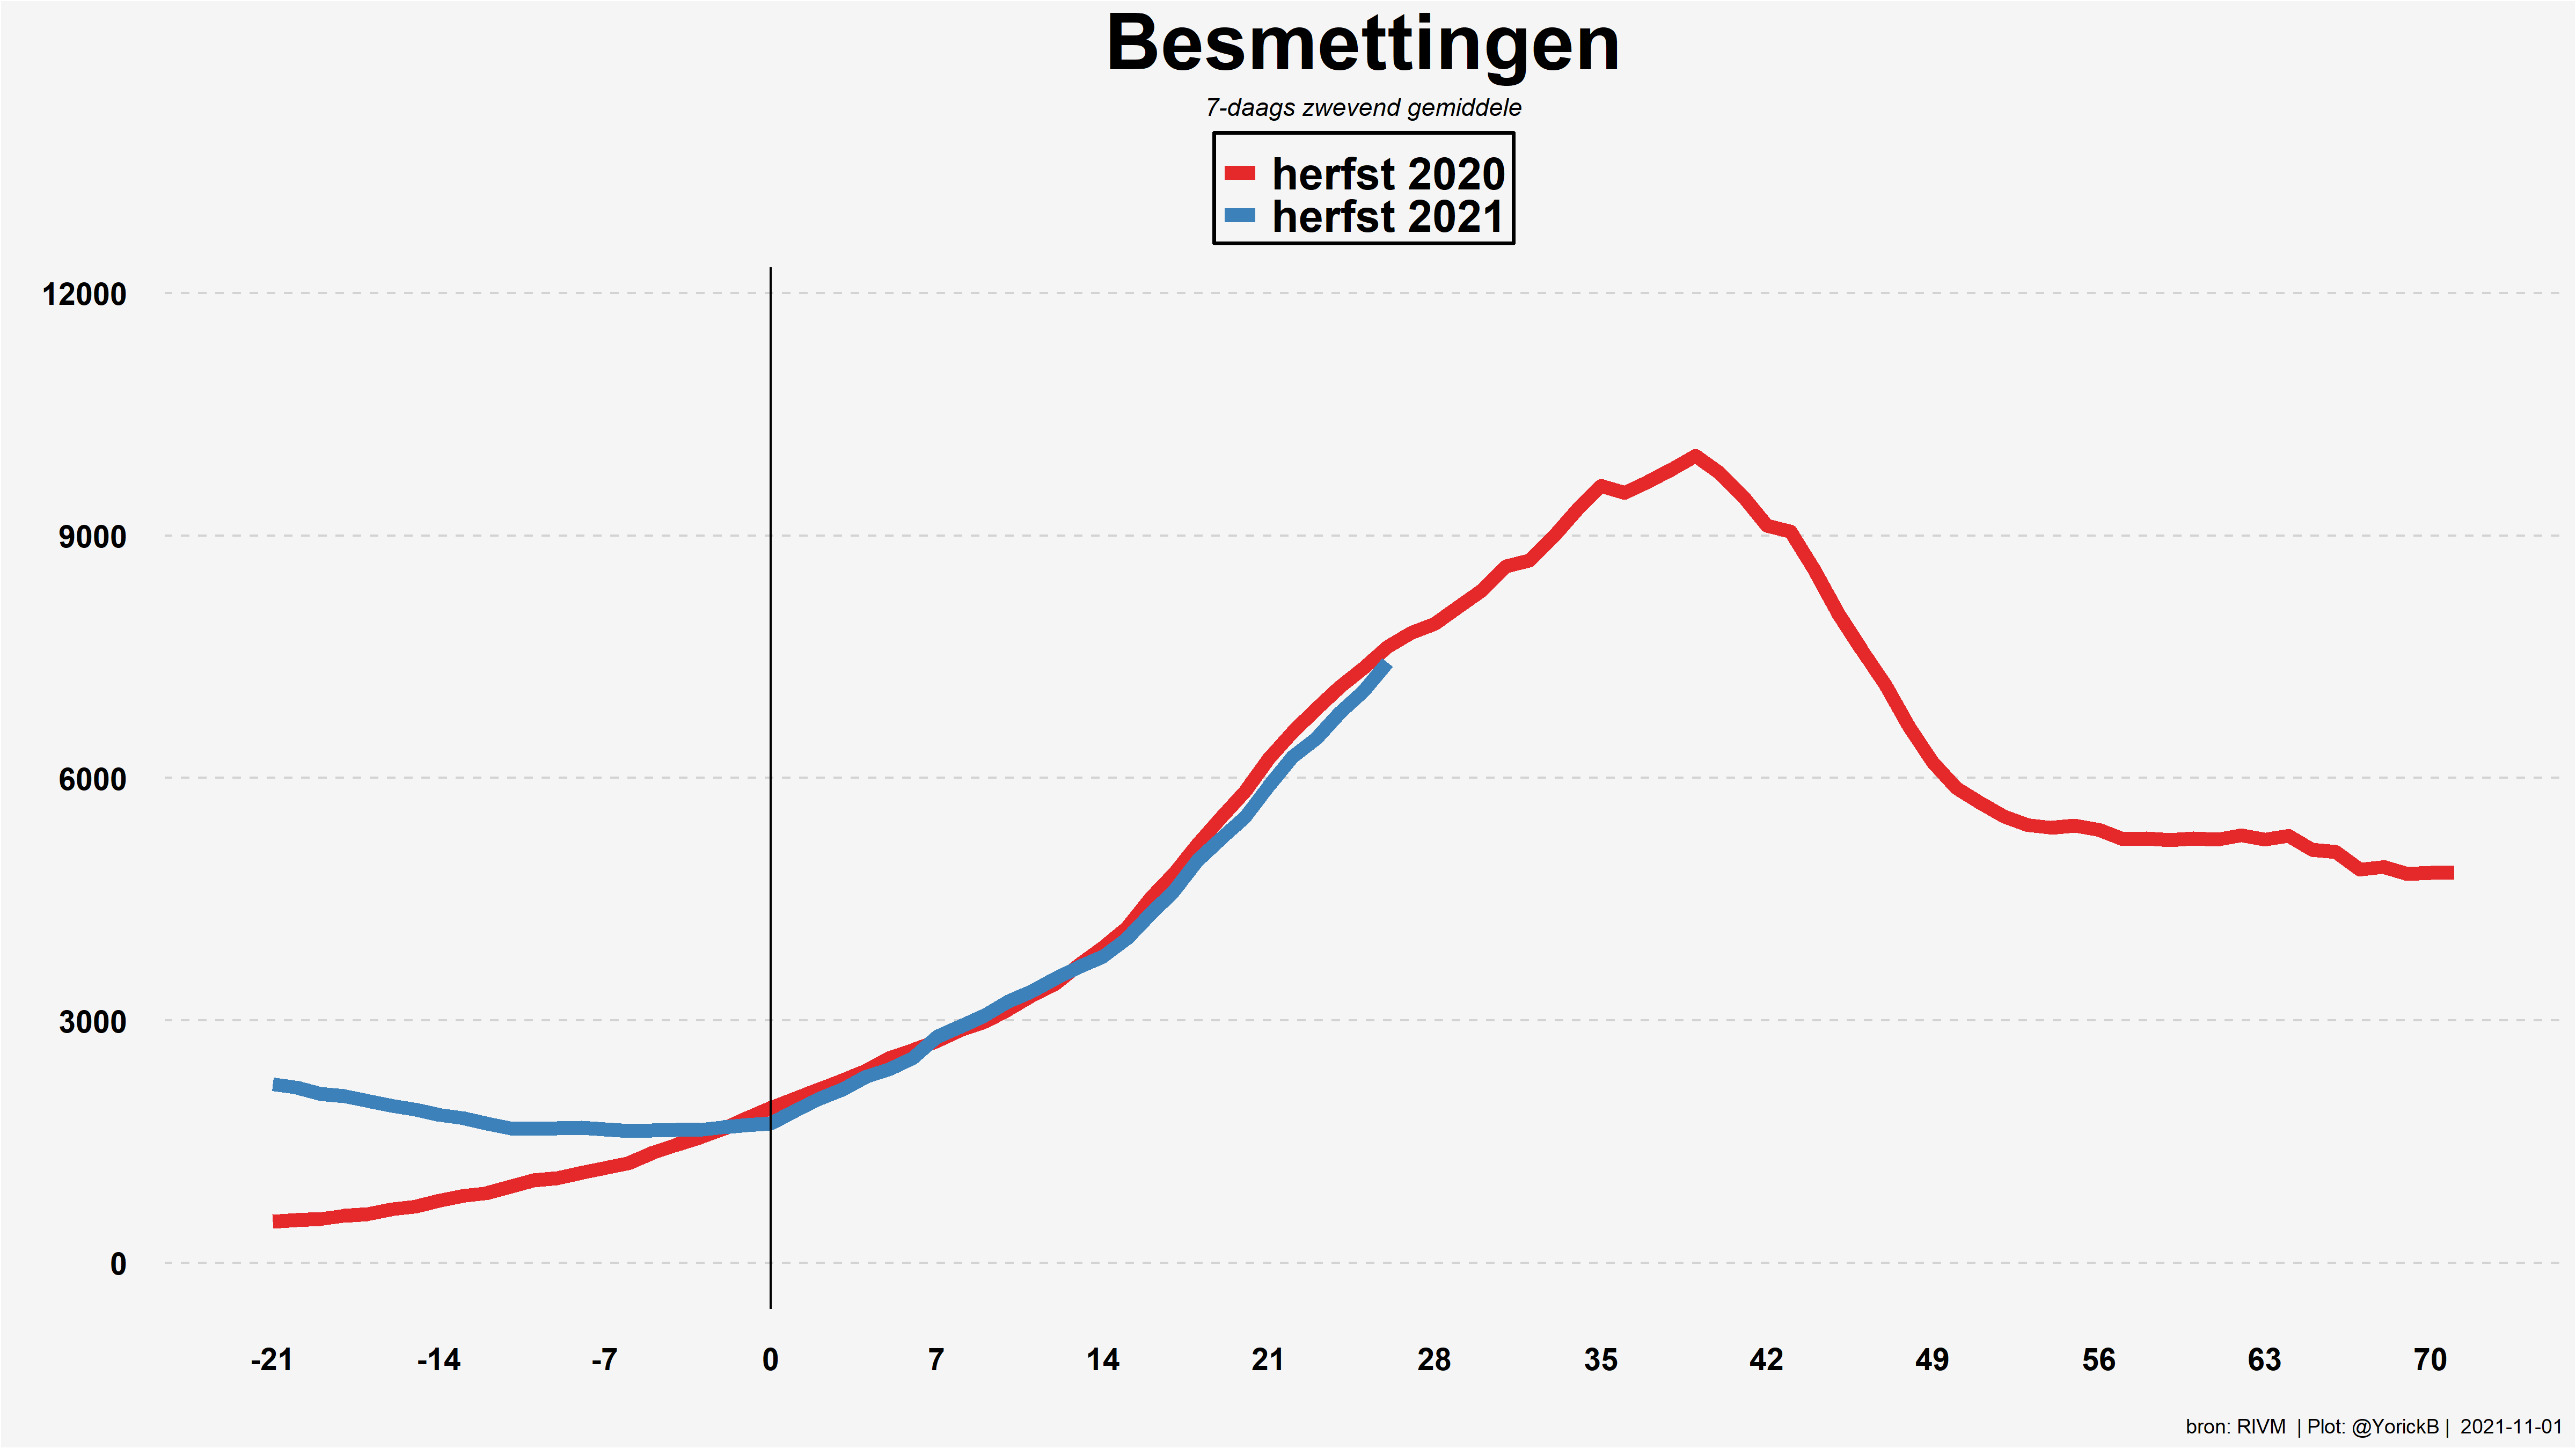 Besmettingen
7-daags zwevend gemiddele
herfst 2020
herfst 2021
12000
9000
6000
3000
0
-21 -14 -7 0 7 14 21 28 35 42 49 56 63 70
bron: RIVM | Plot: @YorickB | 2021-11-01